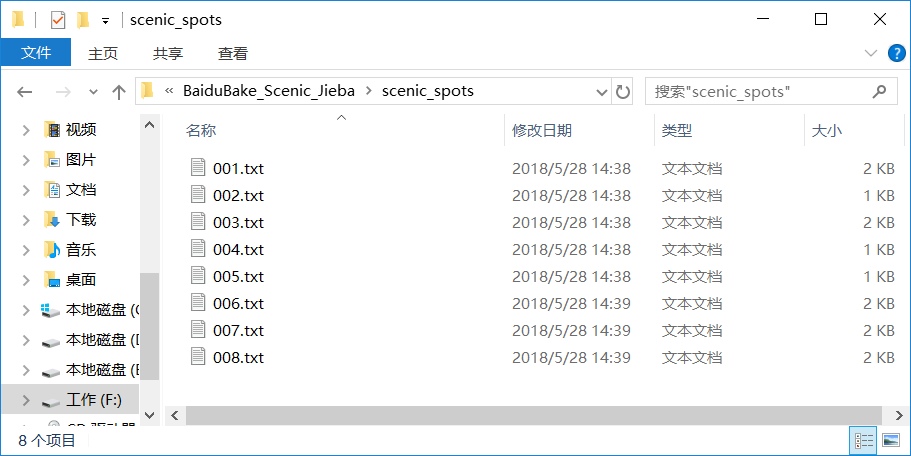 scenic_spots
文件 主页 共享 查看
« BaiduBake_Scenic_Jieba > scenic_spots 搜索"scenic_spots"
名称 修改日期 类型 大小
视频
图片
文档
下载
音乐
桌面
本地磁盘 (
本地磁盘 (
本地磁盘 (
工作 (F:)
001.txt 2018/5/28 14:38 文本文档 2 KB
002.txt 2018/5/28 14:38 文本文档 1 KB
003.txt 2018/5/28 14:38 文本文档 2 KB
004.txt 2018/5/28 14:38 文本文档 1 KB
005.txt 2018/5/28 14:38 文本文档 1 KB
006.txt 2018/5/28 14:39 文本文档 2 KB
007.txt 2018/5/28 14:39 文本文档 2 KB
008.txt 2018/5/28 14:39 文本文档 2 KB
8 个项目